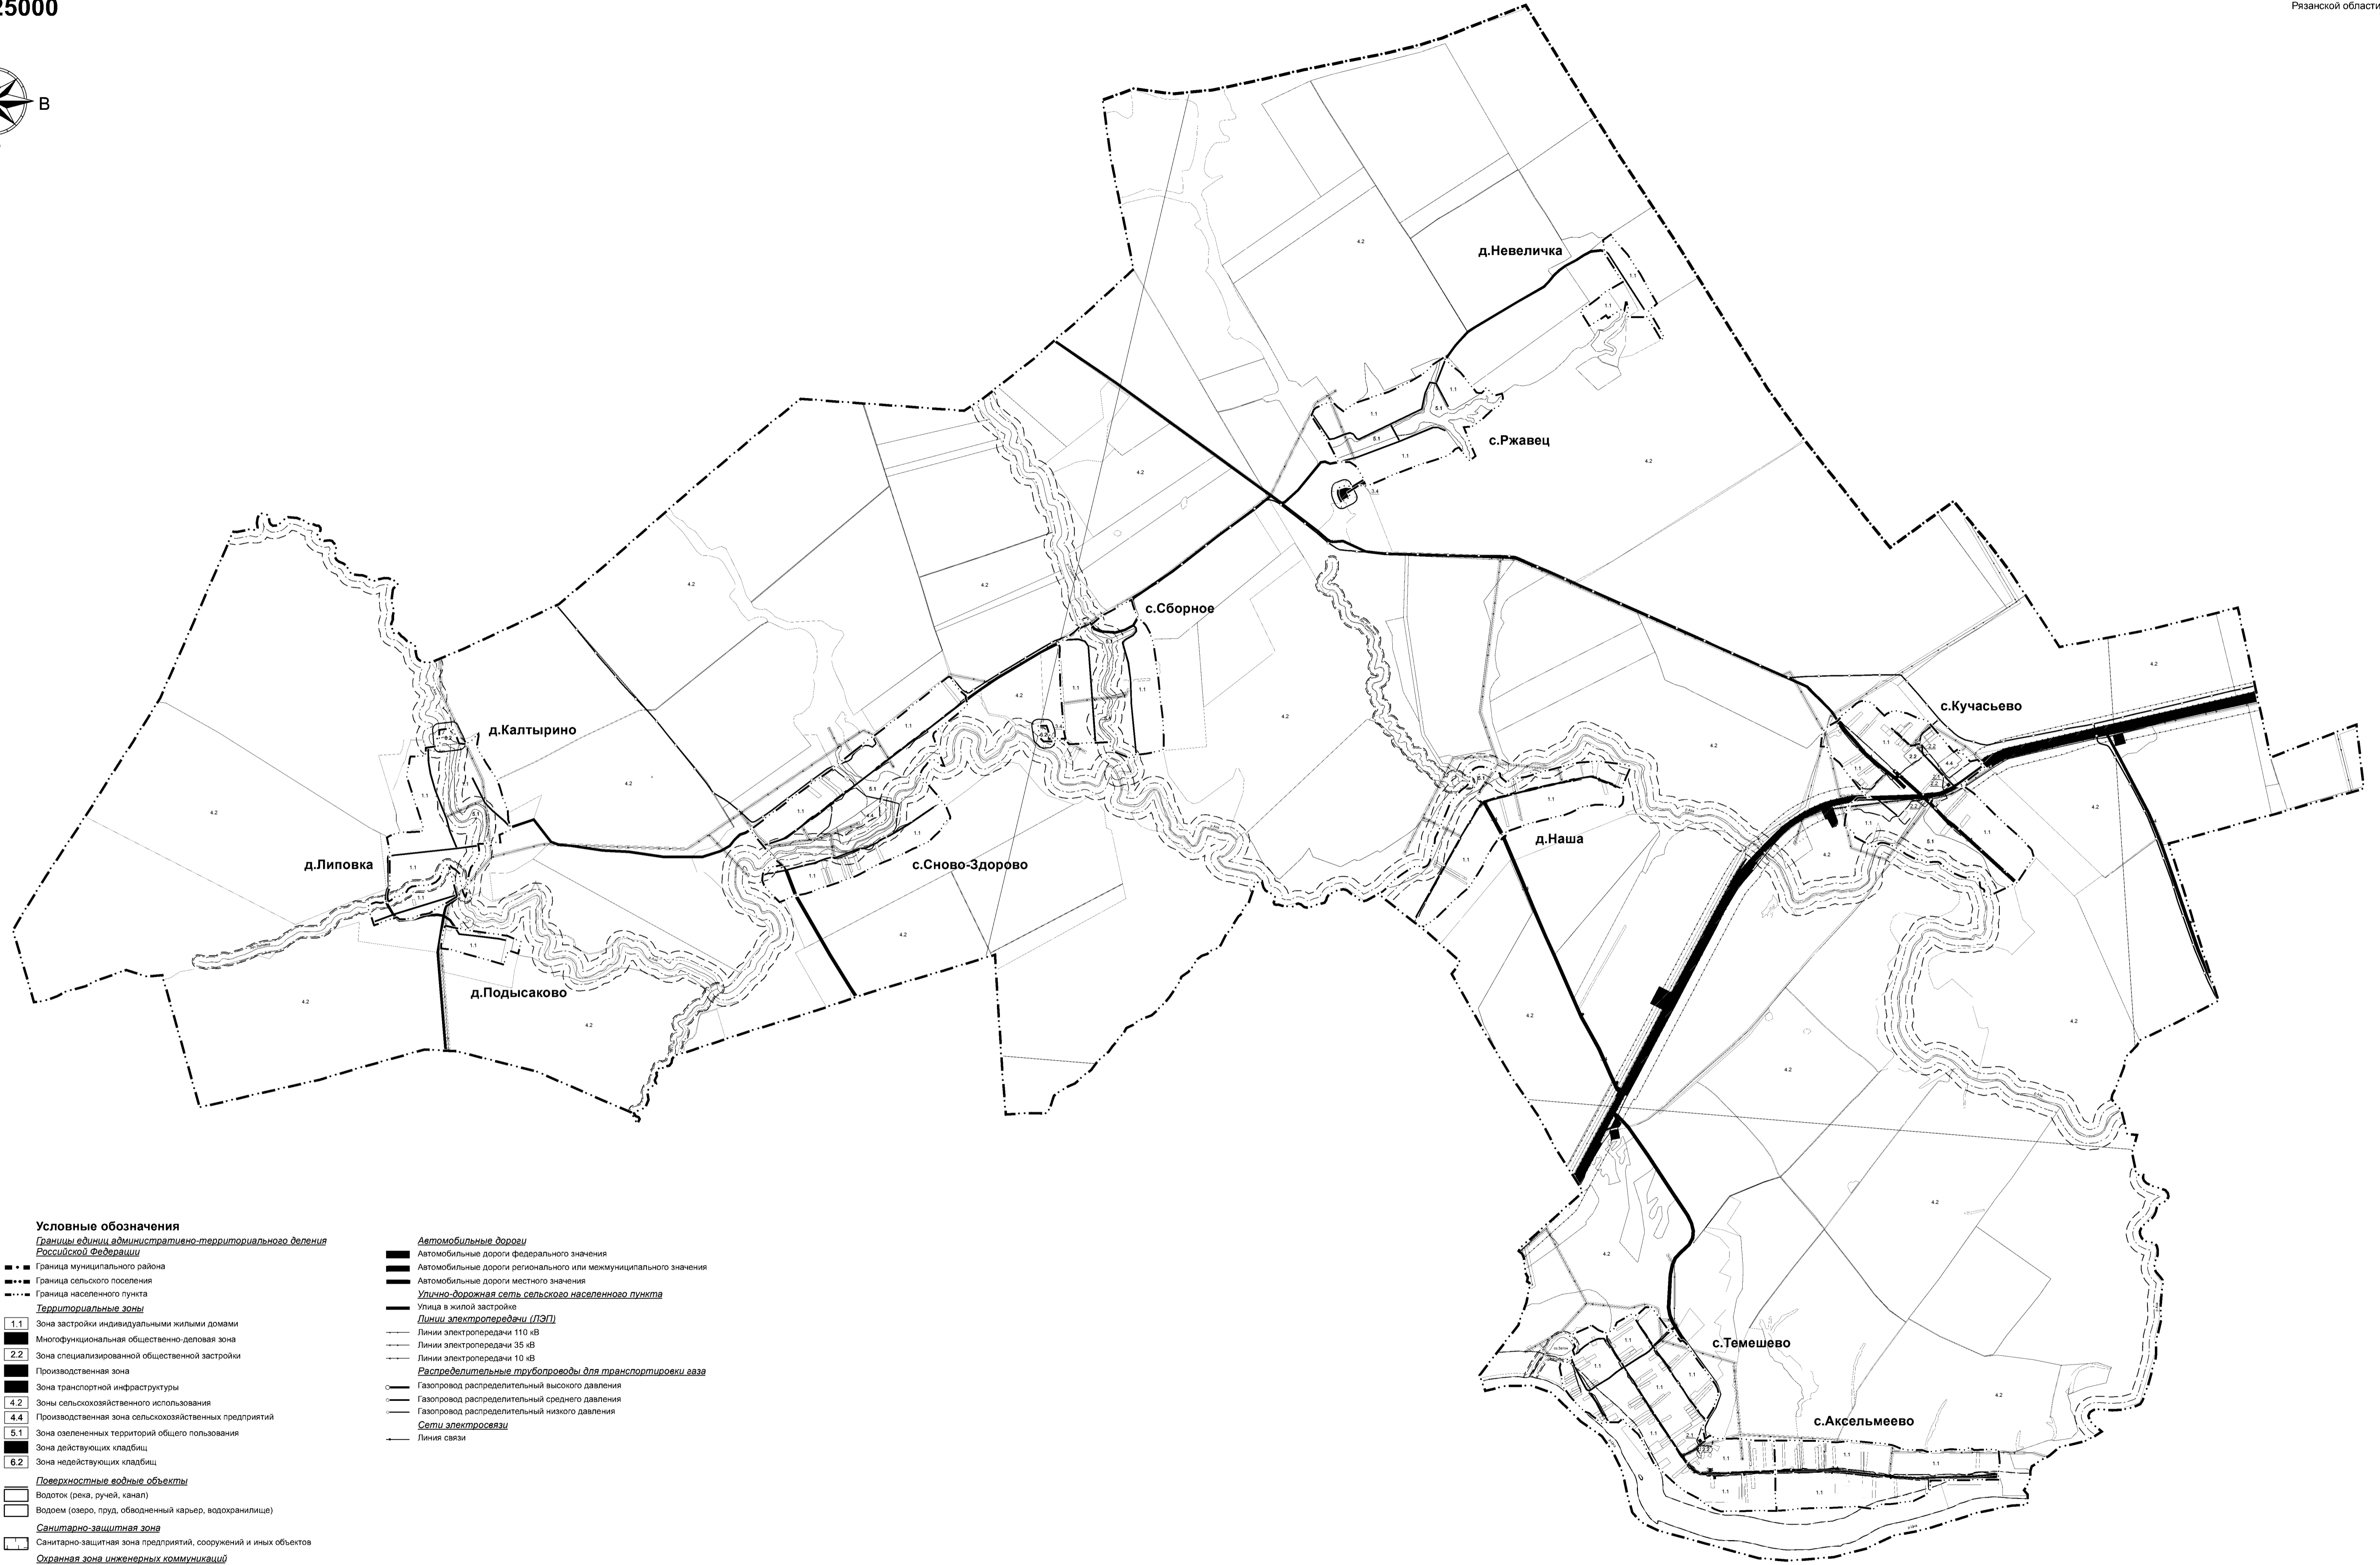 25000
Рязанской области
В
д.Невеличка
с.Ржавец
с.Сборное
с.Кучасьево
д.Калтырино
д.Наша
д.Липовка
с.Сново-Здорово
д.Подысаково
с.Темешево
с.Аксельмеево
Условные обозначения
Границы единиц административно-территориального деления
Российской Федерации
Граница муниципального района
Граница сельского поселения
Граница населенного пункта
Территориальные зоны
1.1 Зона застройки индивидуальными жилыми домами
Многофункциональная общественно-деловая зона
2.2 Зона специализированной общественной застройки
Производственная зона
Зона транспортной инфраструктуры
4.2 Зоны сельскохозяйственного использования
4.4 Производственная зона сельскохозяйственных предприятий
5.1 Зона озелененных территорий общего пользования
Зона действующих кладбищ
6.2 Зона недействующих кладбищ
Поверхностные водные объекты
Водоток (река, ручей, канал)
Водоем (озеро, пруд, обводненный карьер, водохранилище)
Санитарно-защитная зона
Санитарно-защитная зона предприятий, сооружений и иных объектов
Охранная зона инженерных коммуникаций
Автомобильные дороги
Автомобильные дороги федерального значения
Автомобильные дороги регионального или межмуниципального значения
Автомобильные дороги местного значения
Улично-дорожная сеть сельского населенного пункта
Улица в жилой застройке
Линии электропередачи (ЛЭП)
Линии электропередачи 110 кВ
Линии электропередачи 35 кВ
Линии электропередачи 10 кВ
Распределительные трубопроводы для транспортировки газа
Газопровод распределительный высокого давления
Газопровод распределительный среднего давления
Газопровод распределительный низкого давления
Сети электросвязи
Линия связи